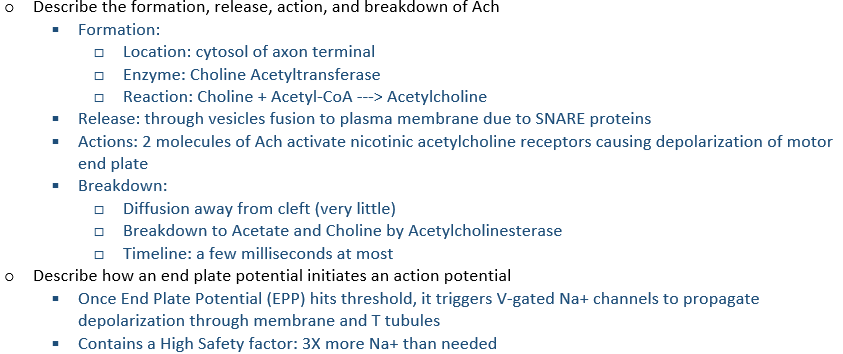 o Describe the formation, release, action, and breakdown of Ach
▪ Formation:
□ Location: cytosol of axon terminal
□ Enzyme: Choline Acetyltransferase
□ Reaction: Choline + Acetyl-CoA ---> Acetylcholine
▪ Release: through vesicles fusion to plasma membrane due to SNARE proteins
▪ Actions: 2 molecules of Ach activate nicotinic acetylcholine receptors causing depolarization of motor
end plate
▪ Breakdown:
□ Diffusion away from cleft (very little)
□ Breakdown to Acetate and Choline by Acetylcholinesterase
□ Timeline: a few milliseconds at most
o Describe how an end plate potential initiates an action potential
▪ Once End Plate Potential (EPP) hits threshold, it triggers V-gated Na+ channels to propagate
depolarization through membrane and T tubules
▪ Contains a High Safety factor: 3X more Na+ than needed